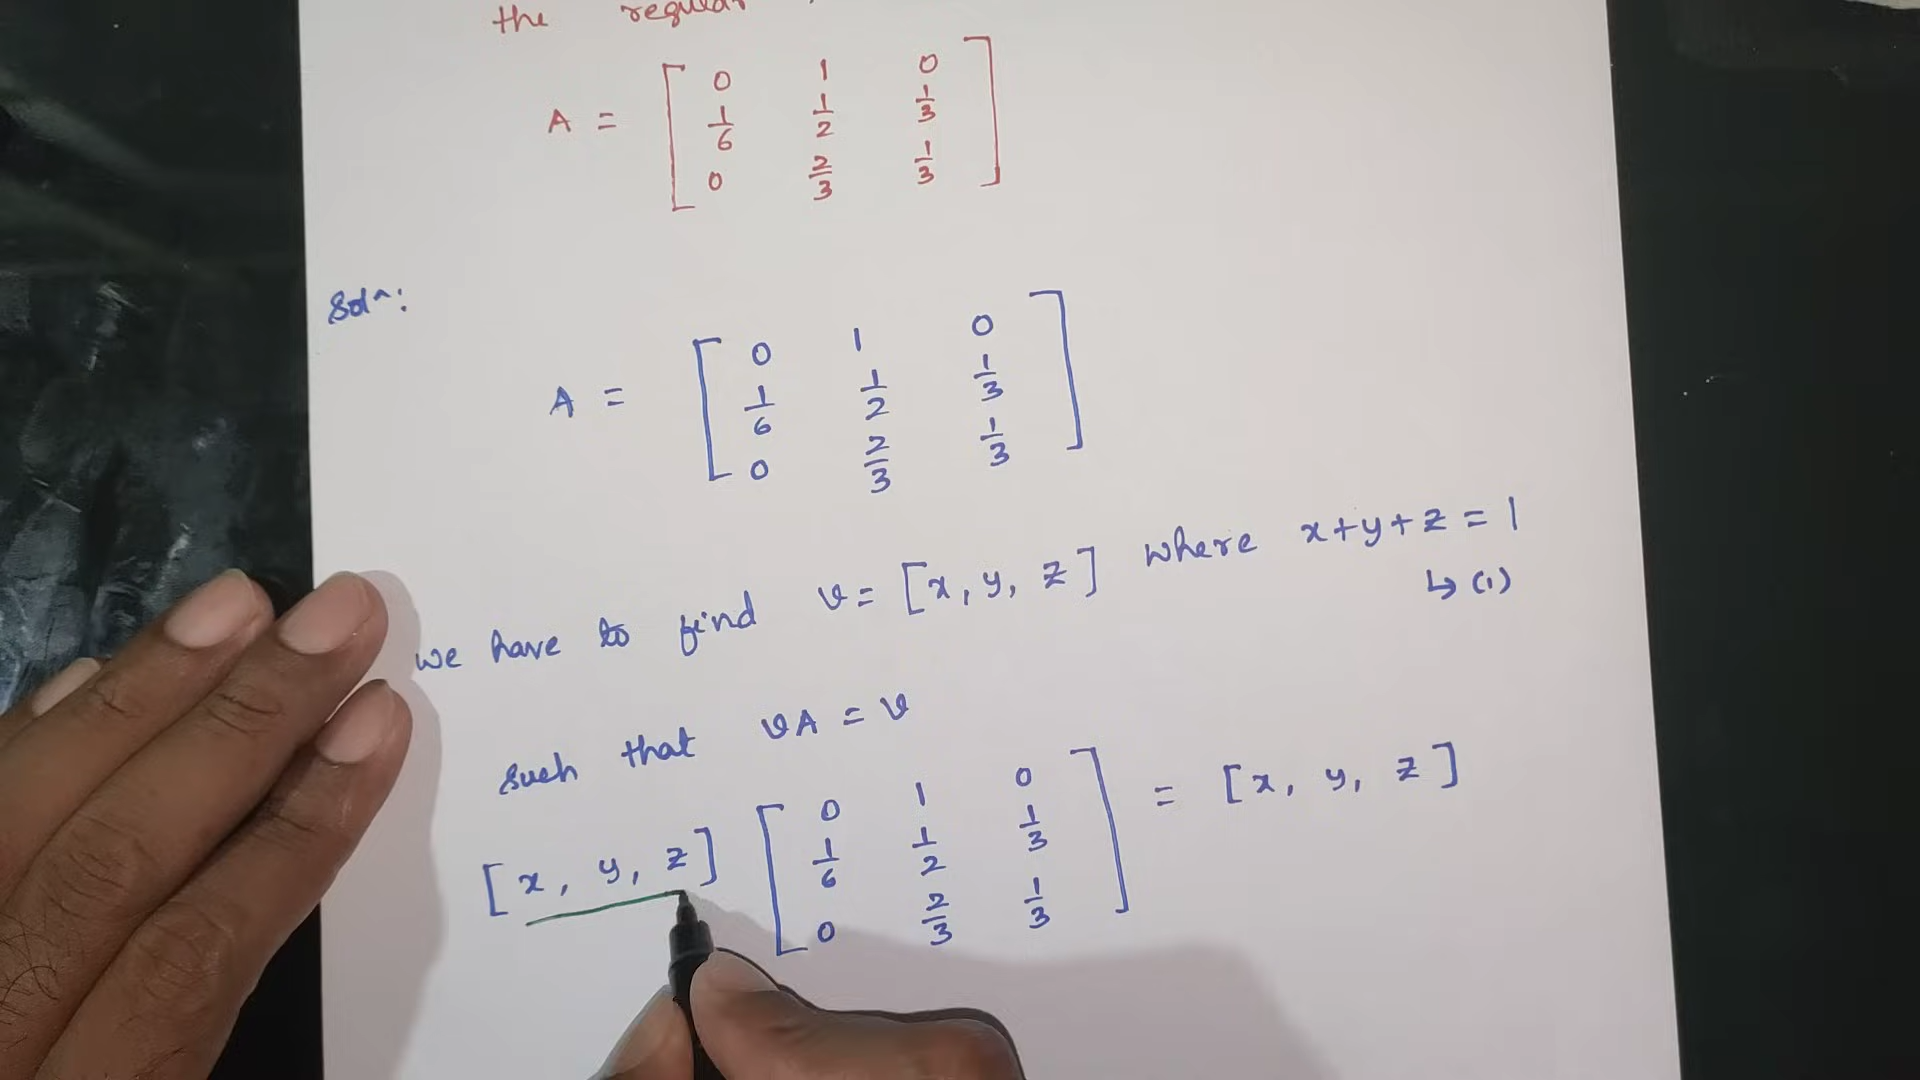 the regular
A = [ 0 1 0
1/6 1/2 1/3
0 2/3 1/3 ]
Solⁿ:
A = [ 0 1 0
1/6 1/2 1/3
0 2/3 1/3 ]
we have to find v = [x, y, z] where x+y+z = 1
↳ (1)
such that vA = v
[x, y, z] [ 0 1 0
1/6 1/2 1/3
0 2/3 1/3 ] = [x, y, z]